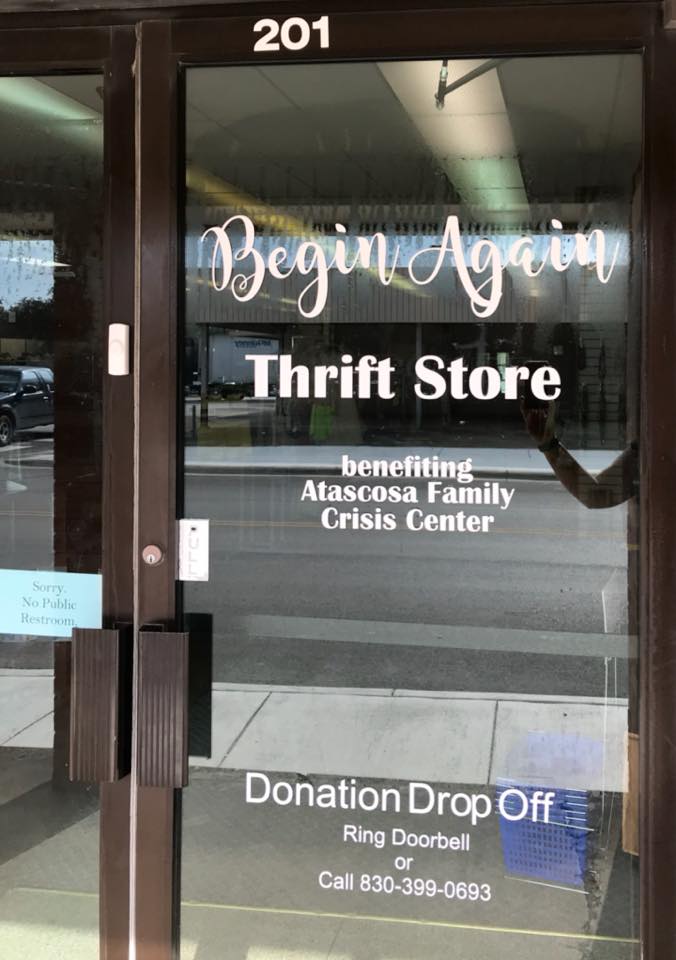 201
Begin Again
Thrift Store
benefiting
Atascosa Family
Crisis Center
PULL
Sorry.
No Public
Restroom.
Donation Drop Off
Ring Doorbell
or
Call 830-399-0693